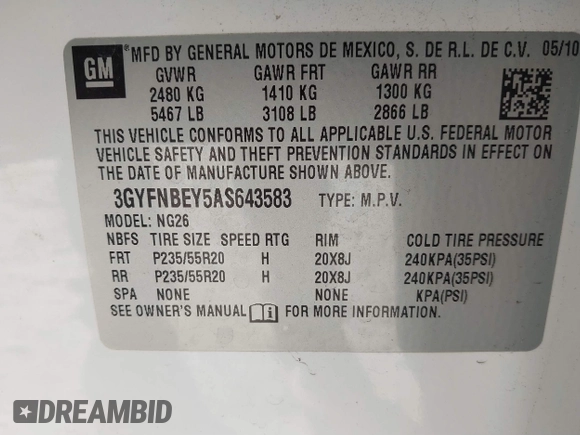 GM ® MFD BY GENERAL MOTORS DE MEXICO, S. DE R.L. DE C.V. 05/10
GVWR GAWR FRT GAWR RR
2480 KG 1410 KG 1300 KG
5467 LB 3108 LB 2866 LB
THIS VEHICLE CONFORMS TO ALL APPLICABLE U.S. FEDERAL MOTOR
VEHICLE SAFETY AND THEFT PREVENTION STANDARDS IN EFFECT ON
THE DATE OF MANUFACTURE SHOWN ABOVE.
3GYFNBEY5AS643583 TYPE: M.P.V.
MODEL: NG26
NBFS TIRE SIZE SPEED RTG RIM COLD TIRE PRESSURE
FRT P235/55R20 H 20X8J 240KPA(35PSI)
RR P235/55R20 H 20X8J 240KPA(35PSI)
SPA NONE NONE KPA(PSI)
SEE OWNER'S MANUAL i FOR MORE INFORMATION.
DREAMBID